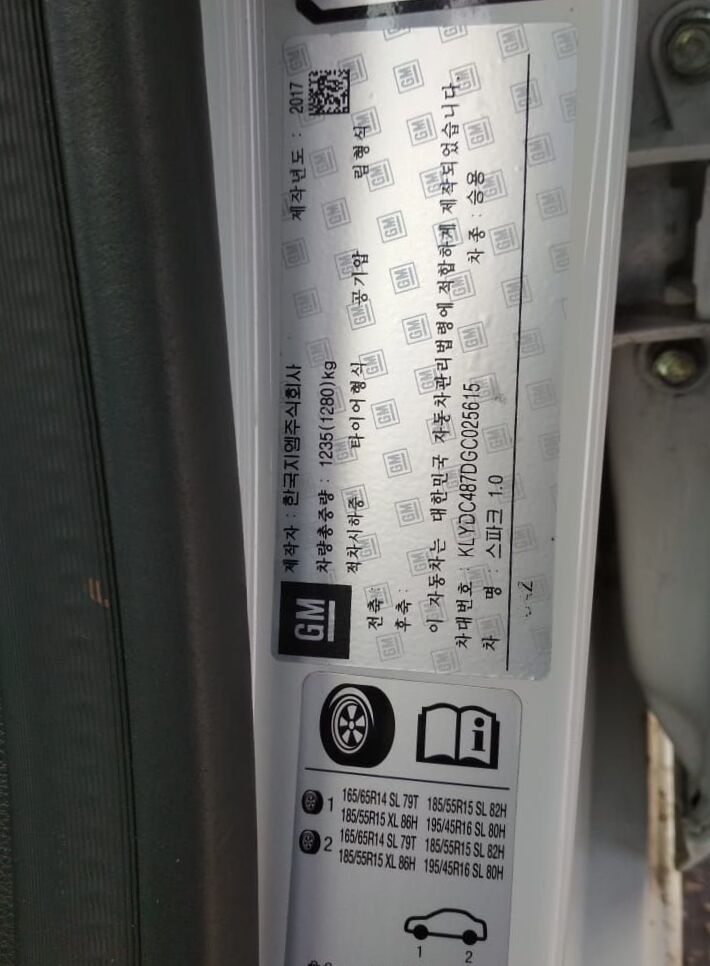 GM
제작자 : 한국지엠주식회사 제작년도 : 2017
차량총중량 : 1235(1280)kg
적차시하중 타이어형식 공기압 림형식
전축 :
후축 :
이 자동차는 대한민국 자동차관리법령에 적합하게 제작되었습니다.
차대번호 : KLYDC487DGC025615 차종 : 승용
차 명 : 스파크 1.0
1 165/65R14 SL 79T 185/55R15 SL 82H
185/55R15 XL 86H 195/45R16 SL 80H
2 165/65R14 SL 79T 185/55R15 SL 82H
185/55R15 XL 86H 195/45R16 SL 80H
1 2